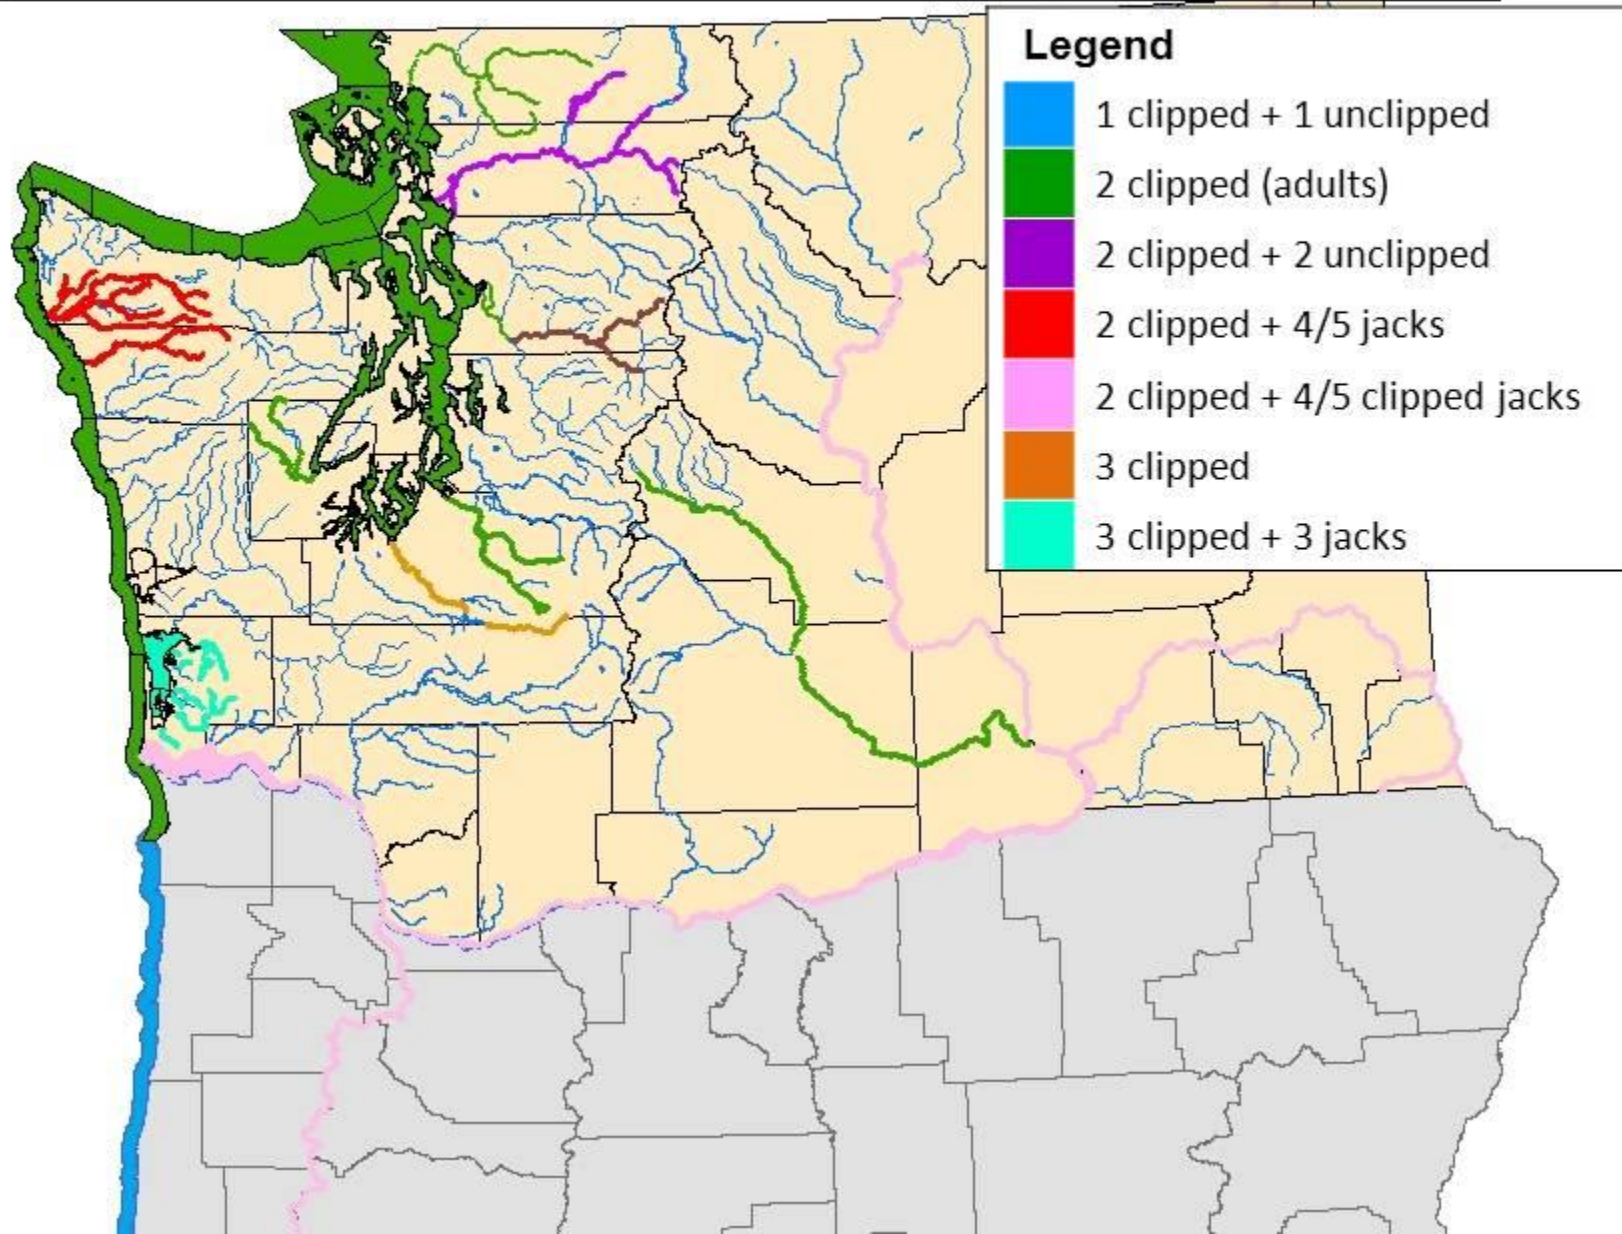 Legend
1 clipped + 1 unclipped
2 clipped (adults)
2 clipped + 2 unclipped
2 clipped + 4/5 jacks
2 clipped + 4/5 clipped jacks
3 clipped
3 clipped + 3 jacks